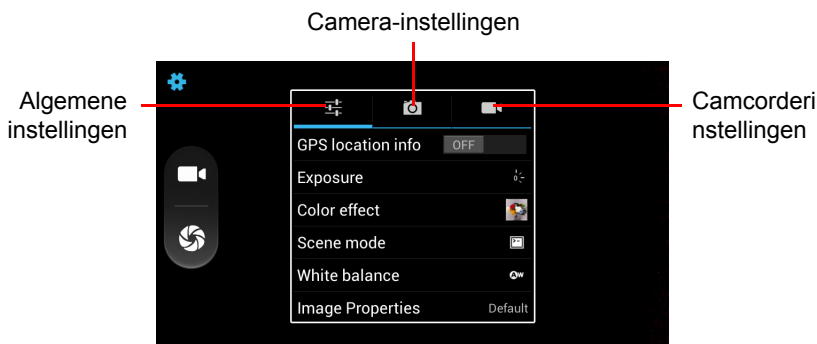 Camera-instellingen
Algemene
instellingen
Camcorderi
nstellingen
GPS location info OFF
Exposure
Color effect
Scene mode
White balance
Image Properties Default